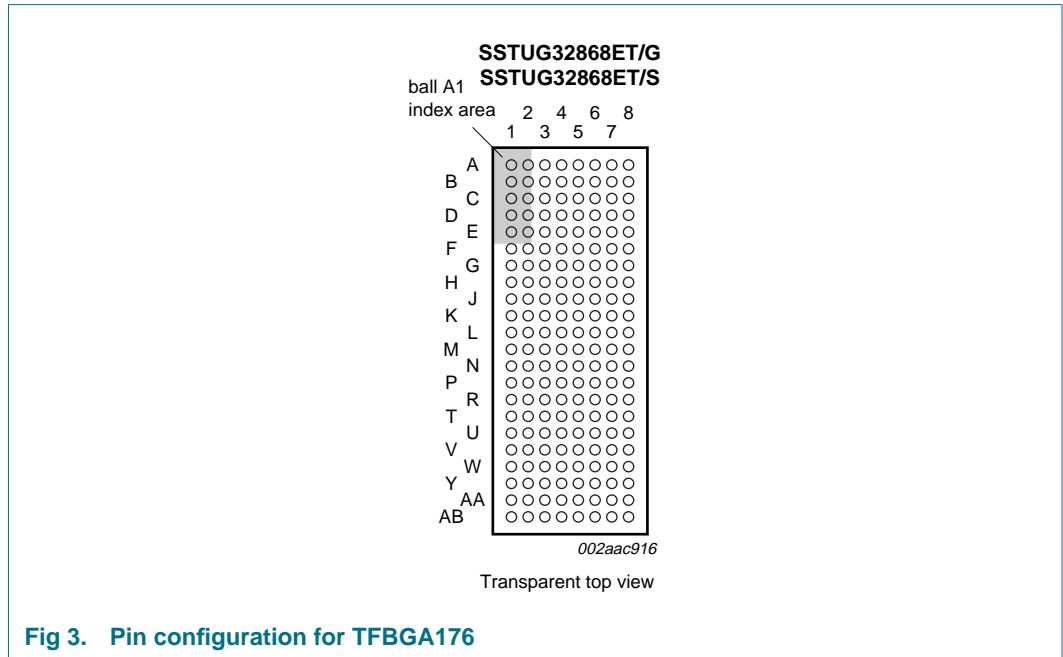 SSTUG32868ET/G
SSTUG32868ET/S
ball A1
index area
2 4 6 8
1 3 5 7
A
B
C
D
E
F
G
H
J
K
L
M
N
P
R
T
U
V
W
Y
AA
AB
002aac916
Transparent top view
Fig 3. Pin configuration for TFBGA176